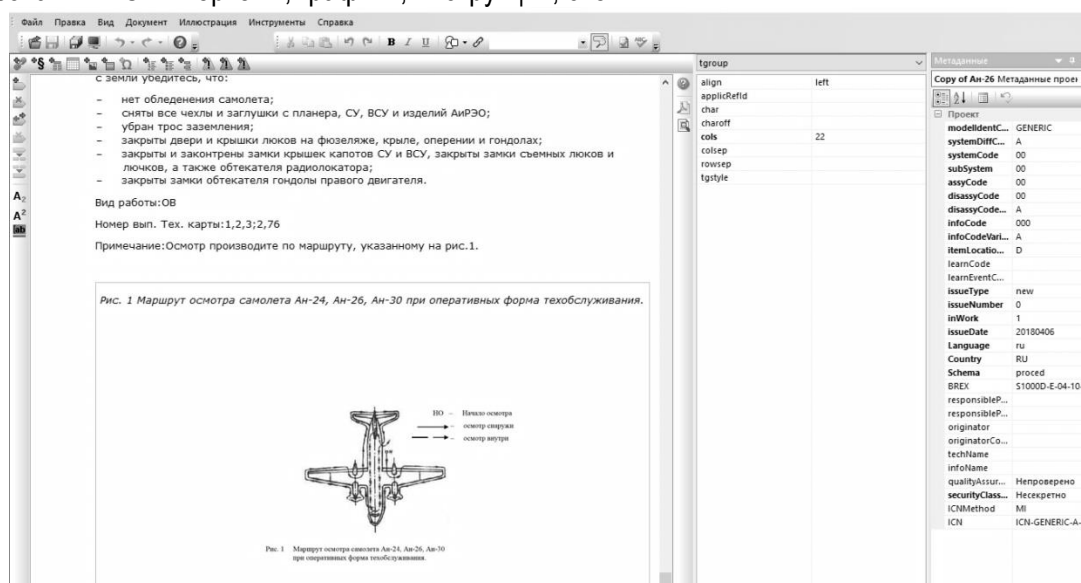 Файл Правка Вид Документ Иллюстрация Инструменты Справка
B I U
с земли убедитесь, что:
– нет обледенения самолета;
– сняты все чехлы и заглушки с планера, СУ, ВСУ и изделий АиРЭО;
– убран трос заземления;
– закрыты двери и крышки люков на фюзеляже, крыле, оперении и гондолах;
– закрыты и законтрены замки крышек капотов СУ и ВСУ, закрыты замки съемных люков и
лючков, а также обтекателя радиолокатора;
– закрыты замки обтекателя гондолы правого двигателя.
Вид работы:ОВ
Номер вып. Тех. карты:1,2,3;2,76
Примечание:Осмотр производите по маршруту, указанному на рис.1.
Рис. 1 Маршрут осмотра самолета Ан-24, Ан-26, Ан-30 при оперативных форма техобслуживания.
НО – Начало осмотра
– осмотр снаружи
– осмотр внутри
Рис. 1 Маршрут осмотра самолета Ан-24, Ан-26, Ан-30
при оперативных форма техобслуживания.
A2
A2
ab
tgroup
align left
applicRefId
char
charoff
cols 22
colsep
rowsep
tgstyle
Метаданные
Copy of Ан-26 Метаданные проек
Проект
modelIdentC... GENERIC
systemDiffC... A
systemCode 00
subSystem 00
assyCode 00
disassyCode 00
disassyCode... A
infoCode 000
infoCodeVari... A
itemLocatio... D
learnCode
learnEventC...
issueType new
issueNumber 0
inWork 1
issueDate 20180406
Language ru
Country RU
Schema proced
BREX S1000D-E-04-10-
responsibleP...
responsibleP...
originator
originatorCo...
techName
infoName
qualityAssur... Непроверено
securityClass... Несекретно
ICNMethod MI
ICN ICN-GENERIC-A-